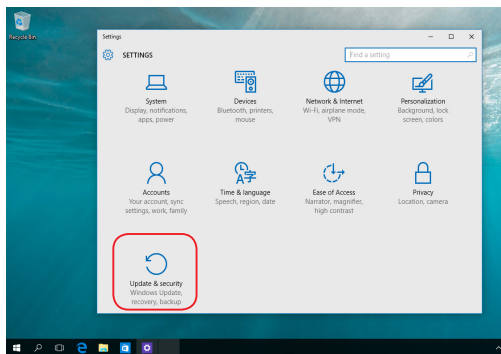 Recycle Bin
Settings
SETTINGS
Find a setting
System
Display, notifications,
apps, power
Devices
Bluetooth, printers,
mouse
Network & Internet
Wi-Fi, airplane mode,
VPN
Personalization
Background, lock
screen, colors
Accounts
Your account, sync
settings, work, family
Time & language
Speech, region, date
Ease of Access
Narrator, magnifier,
high contrast
Privacy
Location, camera
Update & security
Windows Update,
recovery, backup